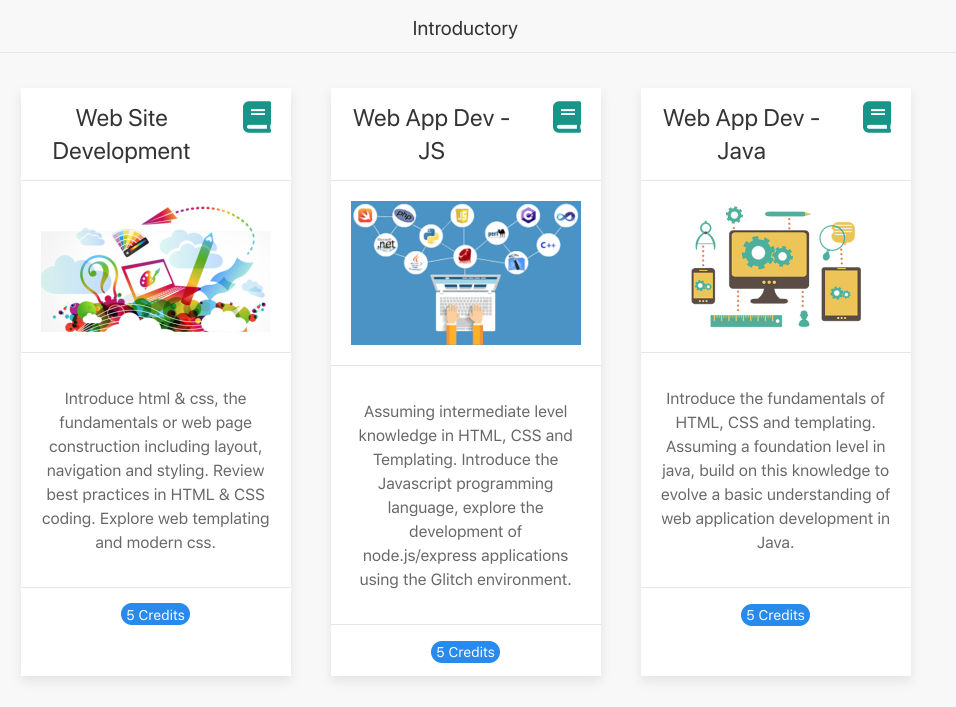 Introductory
Web Site
Development
Web App Dev -
JS
Web App Dev -
Java
php
JS
C
.net
perl
C++
Introduce html & css, the
fundamentals or web page
construction including layout,
navigation and styling. Review
best practices in HTML & CSS
coding. Explore web templating
and modern css.
5 Credits
Assuming intermediate level
knowledge in HTML, CSS and
Templating. Introduce the
Javascript programming
language, explore the
development of
node.js/express applications
using the Glitch environment.
5 Credits
Introduce the fundamentals of
HTML, CSS and templating.
Assuming a foundation level in
java, build on this knowledge to
evolve a basic understanding of
web application development in
Java.
5 Credits